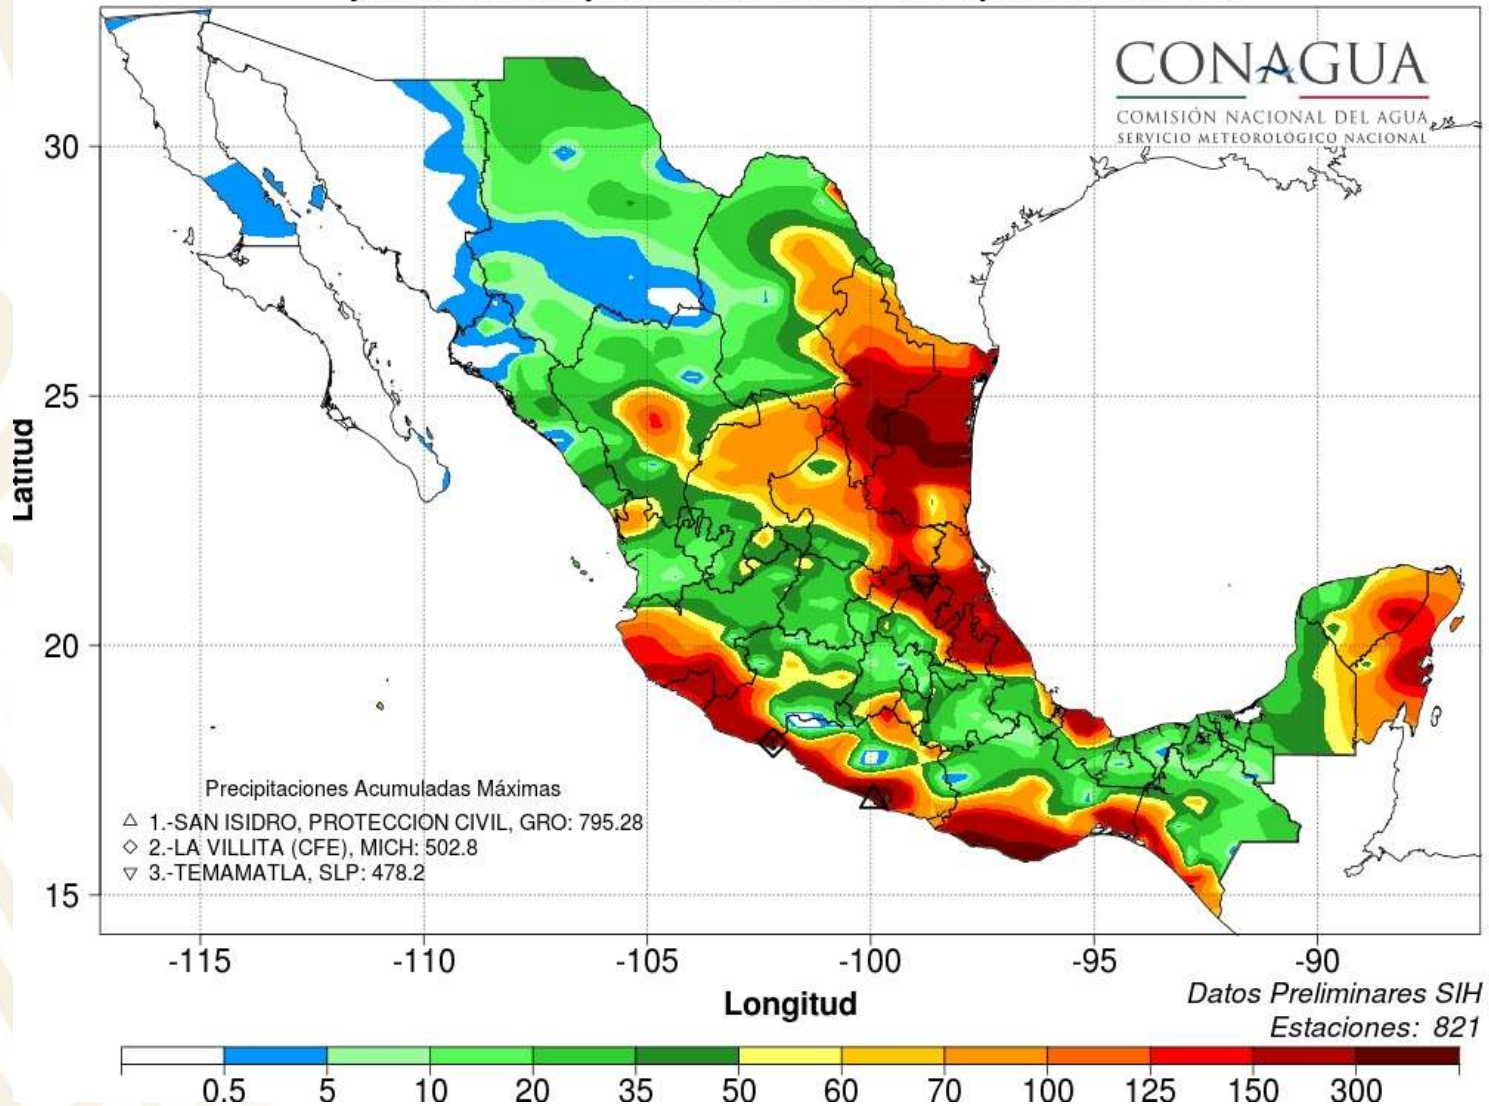 CONAGUA
COMISIÓN NACIONAL DEL AGUA
SERVICIO METEOROLÓGICO NACIONAL
30
25
20
15
Latitud
Precipitaciones Acumuladas Máximas
△ 1.-SAN ISIDRO, PROTECCION CIVIL, GRO: 795.28
◇ 2.-LA VILLITA (CFE), MICH: 502.8
▽ 3.-TEMAMATLA, SLP: 478.2
-115 -110 -105 -100 -95 -90
Longitud
Datos Preliminares SIH
Estaciones: 821
0.5 5 10 20 35 50 60 70 100 125 150 300